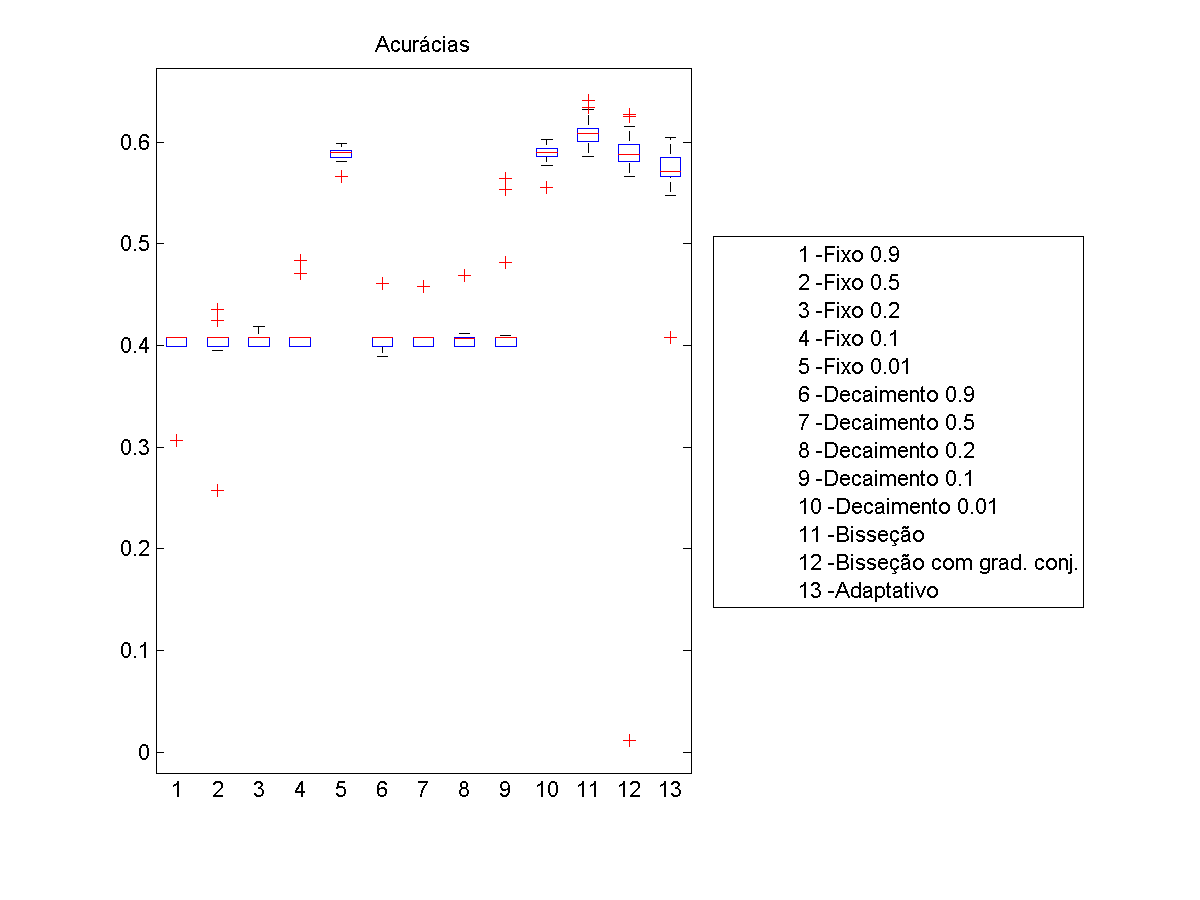 Acurácias
0.6
0.5
0.4
0.3
0.2
0.1
0
1 2 3 4 5 6 7 8 9 10 11 12 13
1 -Fixo 0.9
2 -Fixo 0.5
3 -Fixo 0.2
4 -Fixo 0.1
5 -Fixo 0.01
6 -Decaimento 0.9
7 -Decaimento 0.5
8 -Decaimento 0.2
9 -Decaimento 0.1
10 -Decaimento 0.01
11 -Bisseção
12 -Bisseção com grad. conj.
13 -Adaptativo